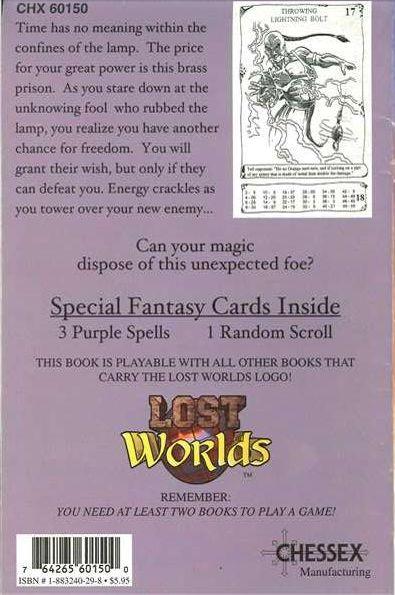 CHX 60150
Time has no meaning within the
confines of the lamp. The price
for your great power is this brass
prison. As you stare down at the
unknowing fool who rubbed the
lamp, you realize you have another
chance for freedom. You will
grant their wish, but only if they
can defeat you. Energy crackles as
you tower over your new enemy...
THROWING
LIGHTNING BOLT
17
18
Can your magic
dispose of this unexpected foe?
Special Fantasy Cards Inside
3 Purple Spells 1 Random Scroll
THIS BOOK IS PLAYABLE WITH ALL OTHER BOOKS THAT
CARRY THE LOST WORLDS LOGO!
LOST
WORLDS
TM
REMEMBER:
YOU NEED AT LEAST TWO BOOKS TO PLAY A GAME!
7 64265 60150 0
ISBN # 1-883240-29-8 • $5.95
CHESSEX
Manufacturing